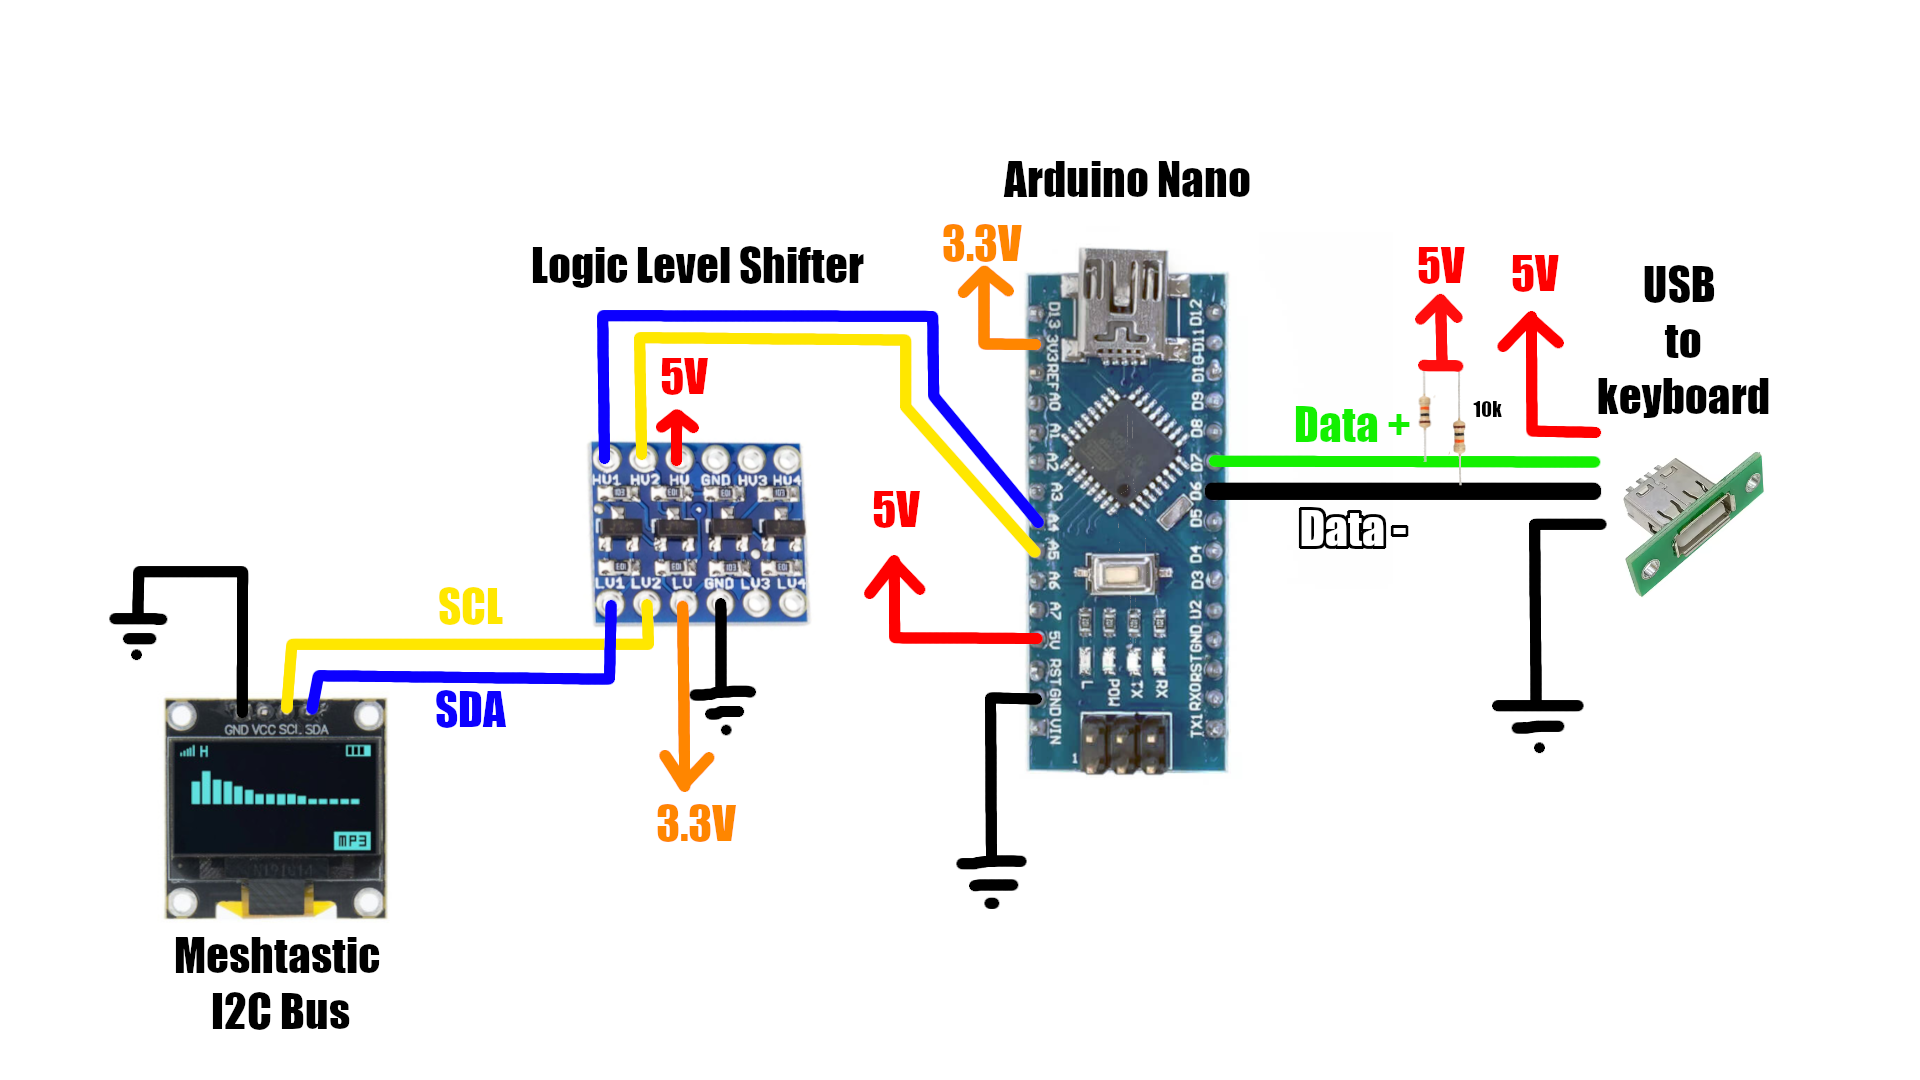 Arduino Nano
Logic Level Shifter
3.3V
5V
5V
USB
to
keyboard
5V
10k
Data +
Data -
5V
HV1 HV2 HV GND HV3 HV4
LV1 LV2 LV GND LV3 LV4
D13
3V3
REF
A0
A1
A2
A3
A4
A5
A6
A7
5V
RST
GND
VIN
D12
D11
D10
D9
D8
D7
D6
D5
D4
D3
D2
GND
RST
RX0
TX1
L
POW
TX
RX
1
SCL
SDA
3.3V
GND VCC SCL SDA
H
MP3
Meshtastic
I2C Bus